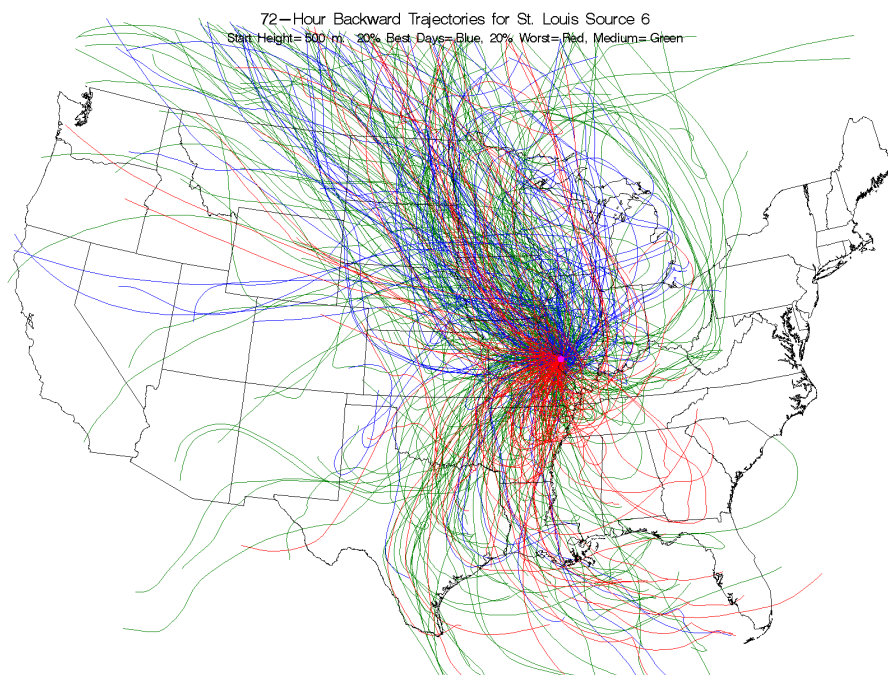 72-Hour Backward Trajectories for St. Louis Source 6
Start Height= 500 m. 20% Best Days=Blue, 20% Worst=Red, Medium=Green